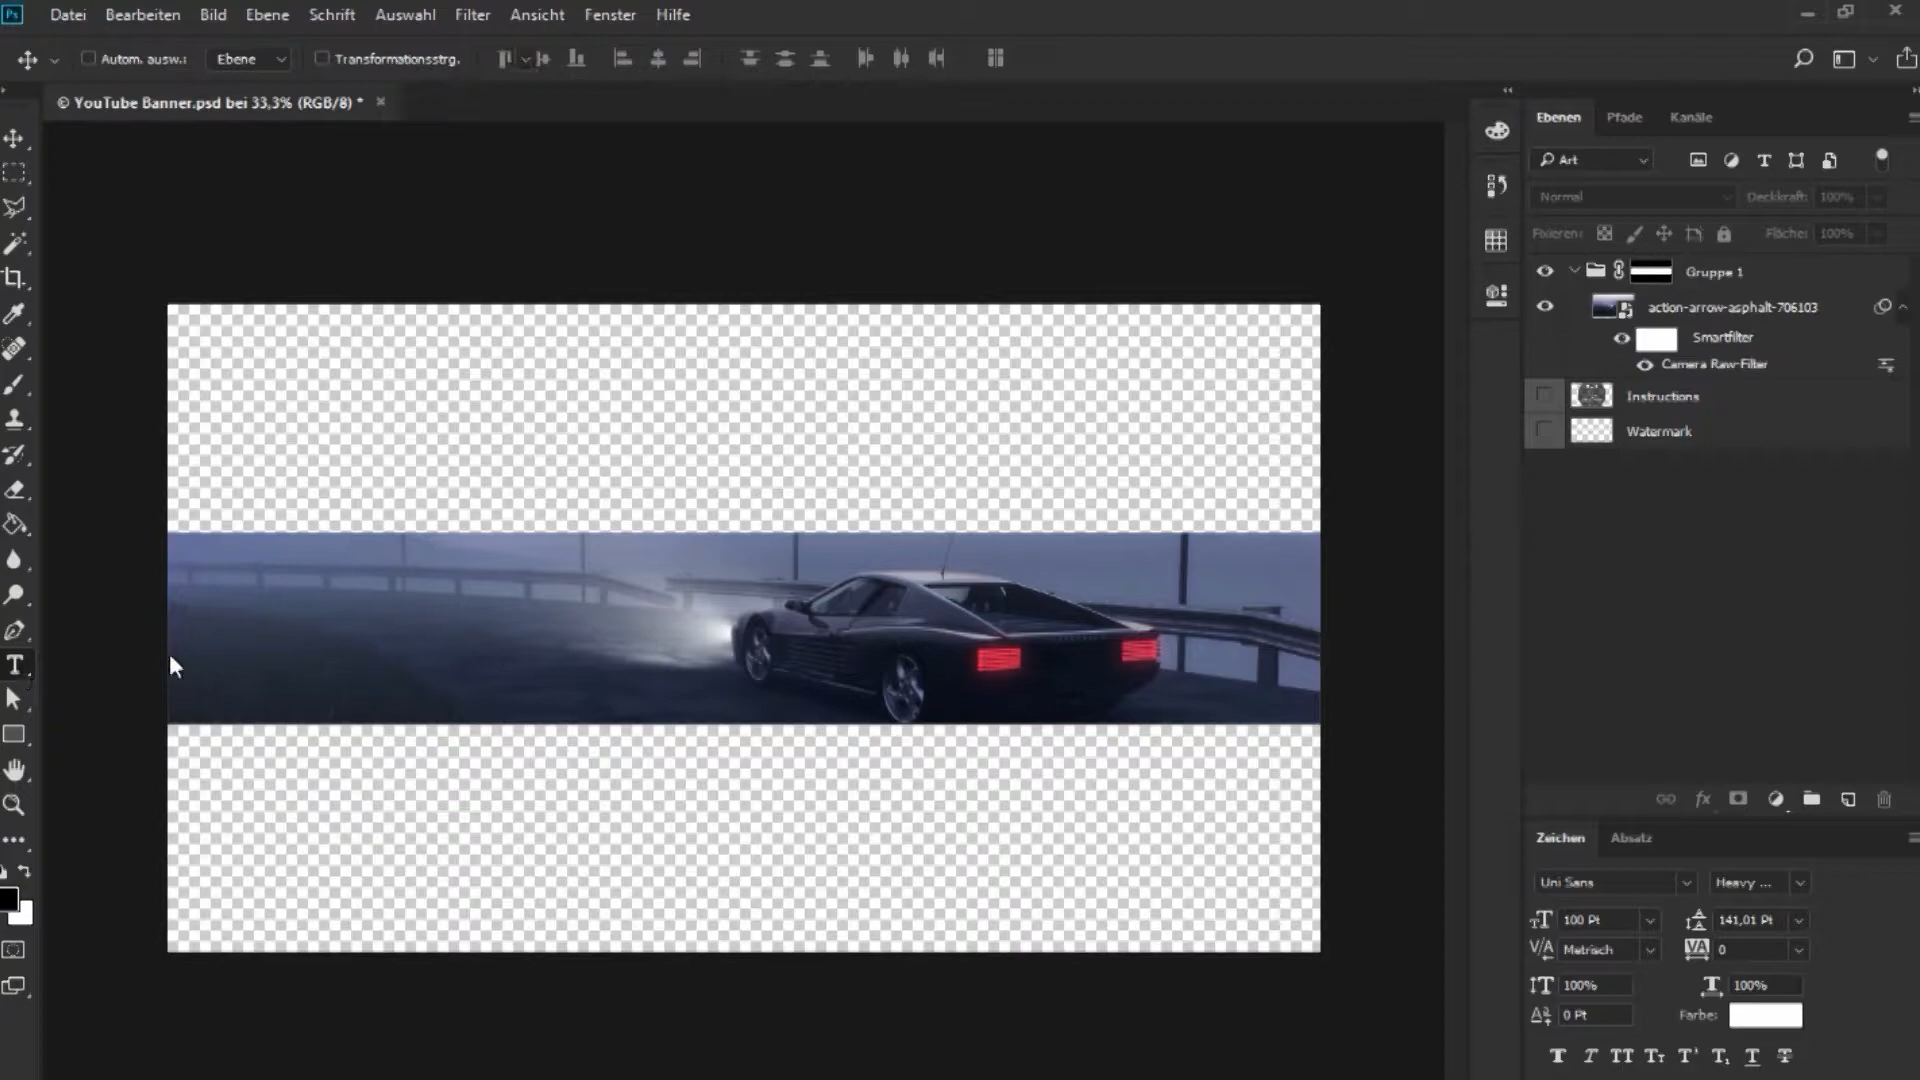 Ps Datei Bearbeiten Bild Ebene Schrift Auswahl Filter Ansicht Fenster Hilfe
Autom. ausw.: Ebene Transformationsstrg.
© YouTube Banner.psd bei 33,3% (RGB/8) *
Ebenen Pfade Kanäle
Art
Normal Deckkraft: 100%
Fixieren: Fläche: 100%
Gruppe 1
action-arrow-asphalt-706103
Smartfilter
Camera Raw-Filter
Instructions
Watermark
fx
Zeichen Absatz
Uni Sans Heavy ...
100 Pt 141,01 Pt
Metrisch 0
100% 100%
0 Pt Farbe: